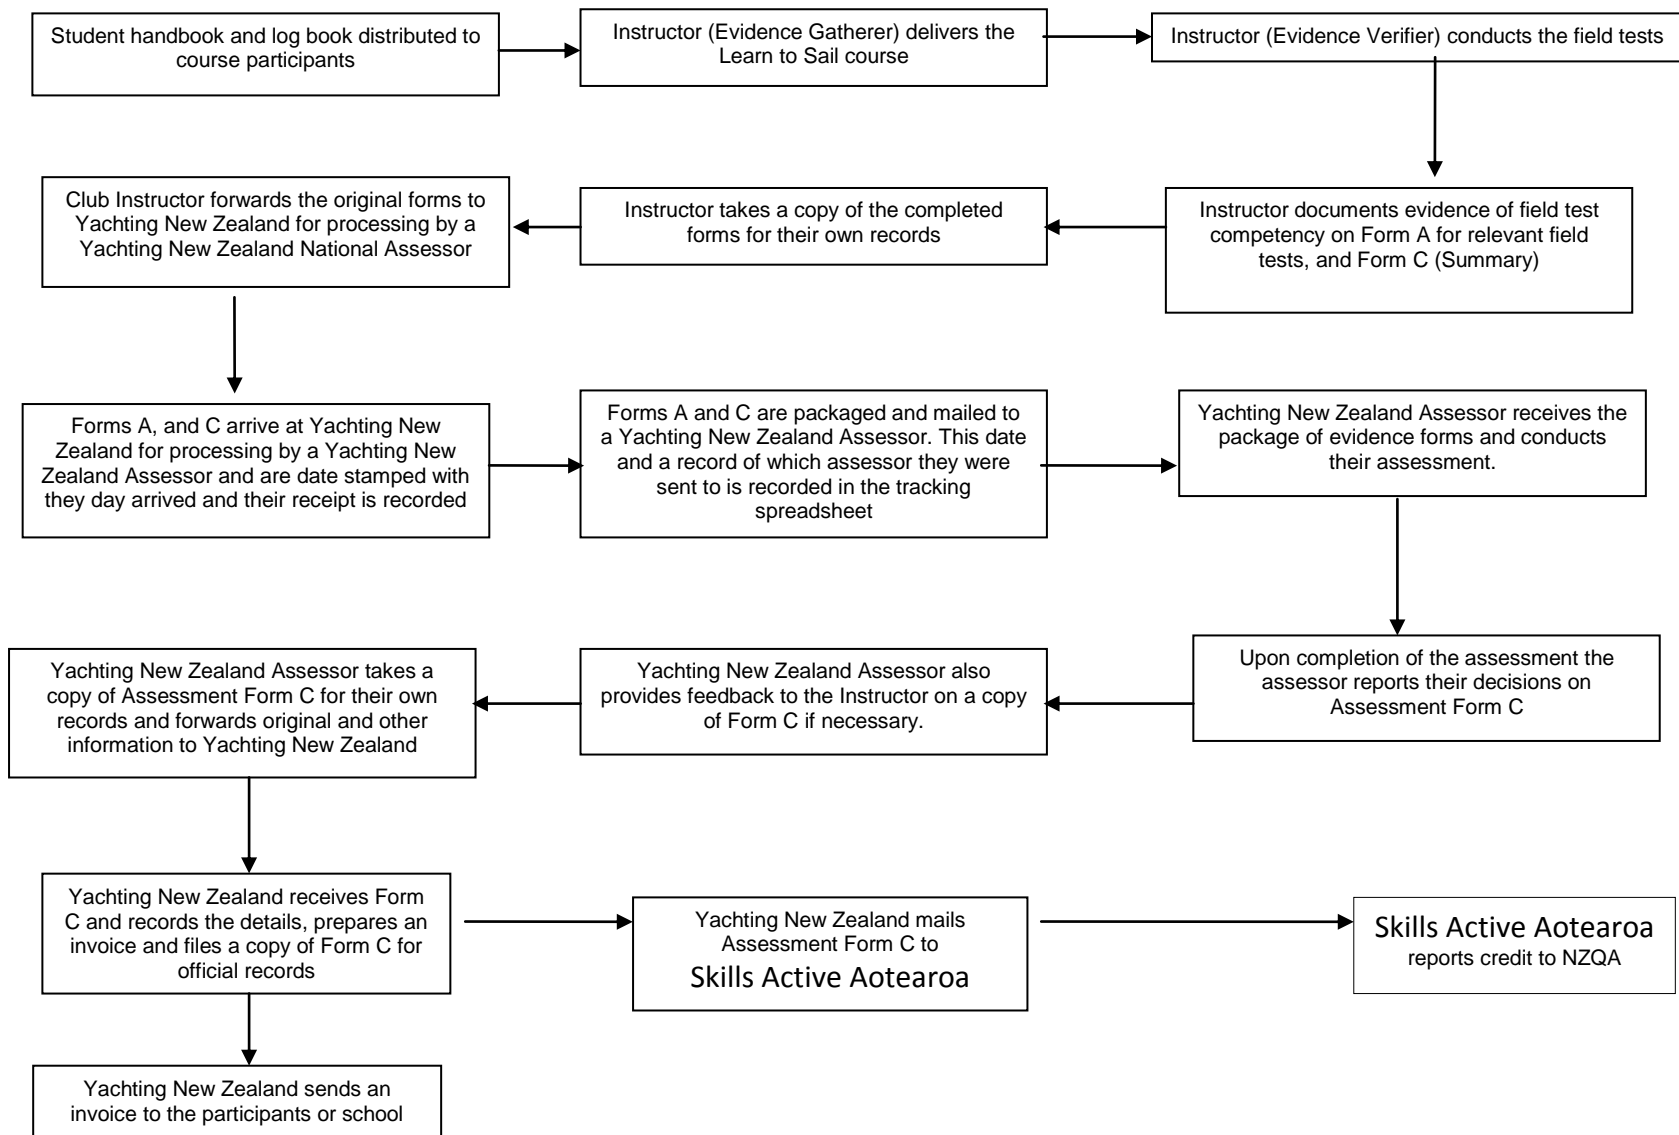 Student handbook and log book distributed to
course participants
Instructor (Evidence Gatherer) delivers the
Learn to Sail course
Instructor (Evidence Verifier) conducts the field tests
Instructor documents evidence of field test
competency on Form A for relevant field
tests, and Form C (Summary)
Instructor takes a copy of the completed
forms for their own records
Club Instructor forwards the original forms to
Yachting New Zealand for processing by a
Yachting New Zealand National Assessor
Forms A, and C arrive at Yachting New
Zealand for processing by a Yachting New
Zealand Assessor and are date stamped with
they day arrived and their receipt is recorded
Forms A and C are packaged and mailed to
a Yachting New Zealand Assessor. This date
and a record of which assessor they were
sent to is recorded in the tracking
spreadsheet
Yachting New Zealand Assessor receives the
package of evidence forms and conducts
their assessment.
Upon completion of the assessment the
assessor reports their decisions on
Assessment Form C
Yachting New Zealand Assessor also
provides feedback to the Instructor on a copy
of Form C if necessary.
Yachting New Zealand Assessor takes a
copy of Assessment Form C for their own
records and forwards original and other
information to Yachting New Zealand
Yachting New Zealand receives Form
C and records the details, prepares an
invoice and files a copy of Form C for
official records
Yachting New Zealand mails
Assessment Form C to
Skills Active Aotearoa
Skills Active Aotearoa
reports credit to NZQA
Yachting New Zealand sends an
invoice to the participants or school